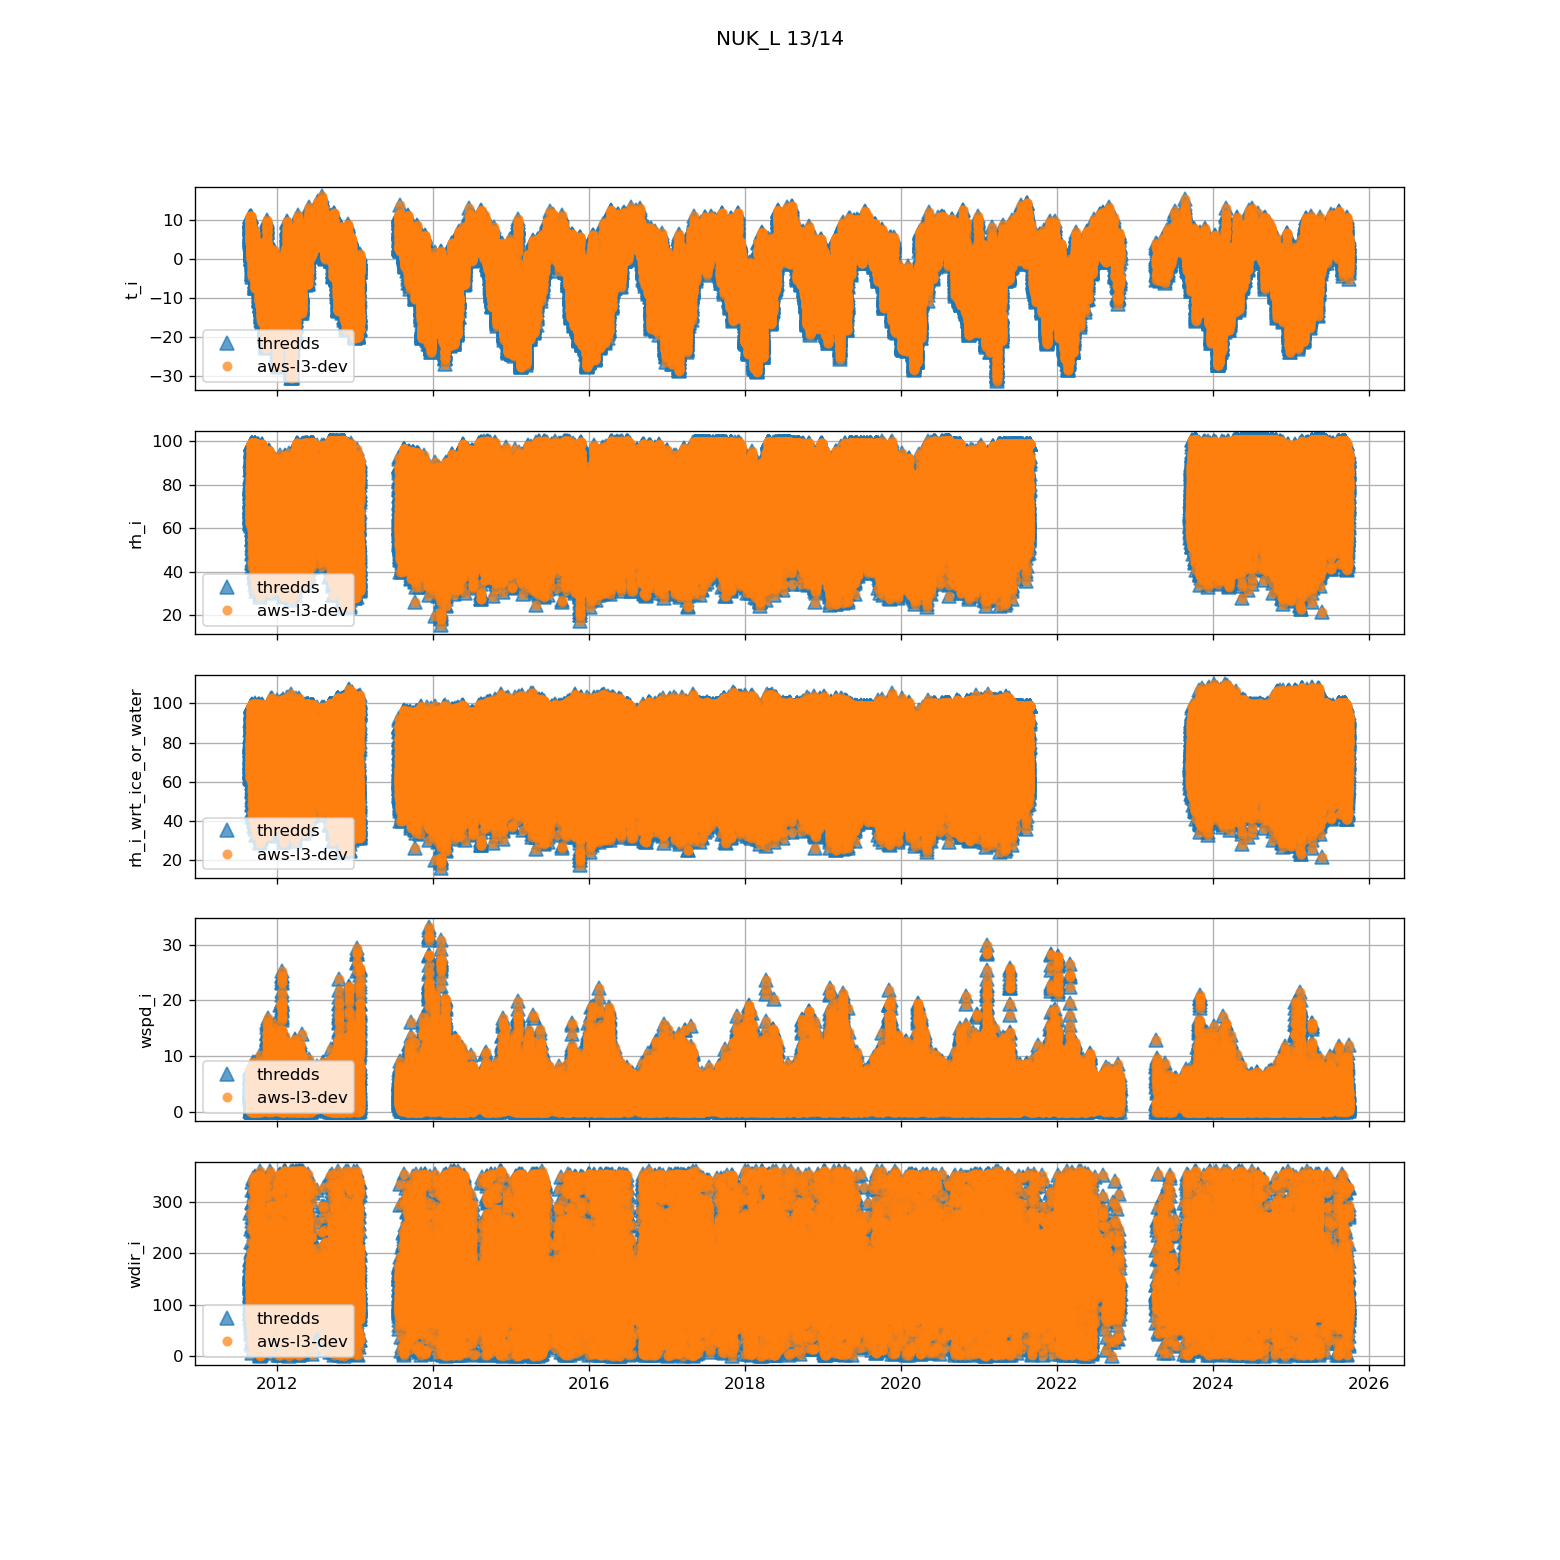 NUK_L 13/14
10
0
−10
−20
−30
t_i
thredds
aws-l3-dev
100
80
60
40
20
rh_i
thredds
aws-l3-dev
100
80
60
40
20
rh_i_wrt_ice_or_water
thredds
aws-l3-dev
30
20
10
0
wspd_i
thredds
aws-l3-dev
300
200
100
0
wdir_i
thredds
aws-l3-dev
2012 2014 2016 2018 2020 2022 2024 2026